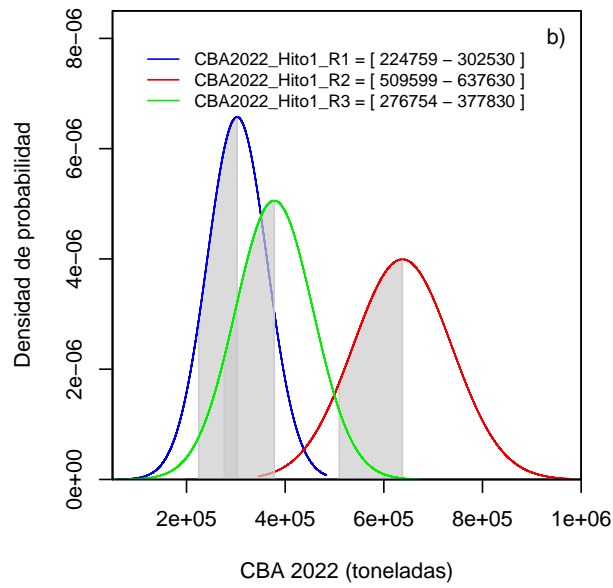 b)
CBA2022_Hito1_R1 = [ 224759 − 302530 ]
CBA2022_Hito1_R2 = [ 509599 − 637630 ]
CBA2022_Hito1_R3 = [ 276754 − 377830 ]
Densidad de probabilidad
8e−06
6e−06
4e−06
2e−06
0e+00
2e+05 4e+05 6e+05 8e+05 1e+06
CBA 2022 (toneladas)